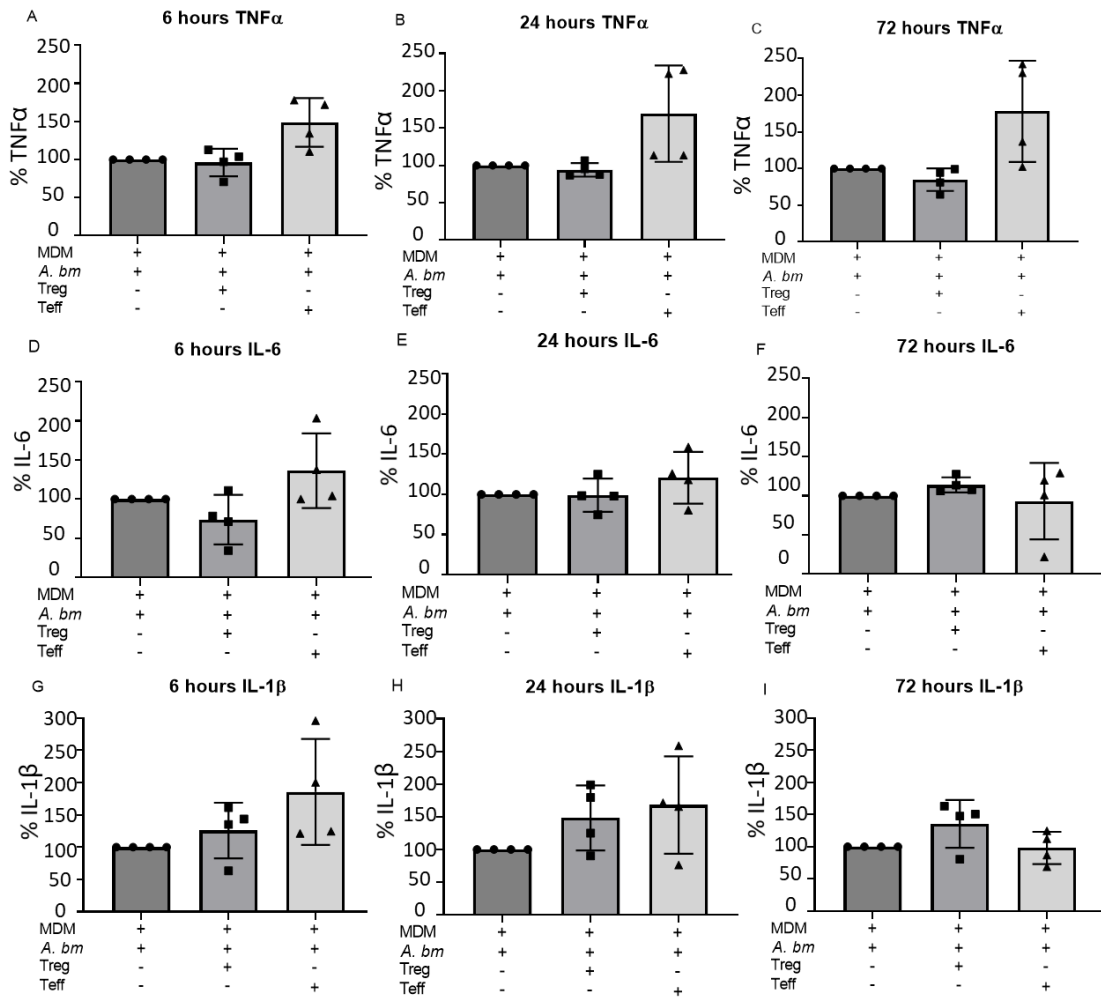 A
6 hours TNFα
250
200
150
100
50
0
% TNFα
MDM + + +
A. bm + + +
Treg - + -
Teff - - +
B
24 hours TNFα
250
200
150
100
50
0
% TNFα
MDM + + +
A. bm + + +
Treg - + -
Teff - - +
C
72 hours TNFα
250
200
150
100
50
0
% TNFα
MDM + + +
A. bm + + +
Treg - + -
Teff - - +
D
6 hours IL-6
250
200
150
100
50
0
% IL-6
MDM + + +
A. bm + + +
Treg - + -
Teff - - +
E
24 hours IL-6
250
200
150
100
50
0
% IL-6
MDM + + +
A. bm + + +
Treg - + -
Teff - - +
F
72 hours IL-6
250
200
150
100
50
0
% IL-6
MDM + + +
A. bm + + +
Treg - + -
Teff - - +
G
6 hours IL-1β
300
250
200
150
100
50
0
% IL-1β
MDM + + +
A. bm + + +
Treg - + -
Teff - - +
H
24 hours IL-1β
300
250
200
150
100
50
0
% IL-1β
MDM + + +
A. bm + + +
Treg - + -
Teff - - +
I
72 hours IL-1β
300
250
200
150
100
50
0
% IL-1β
MDM + + +
A. bm + + +
Treg - + -
Teff - - +